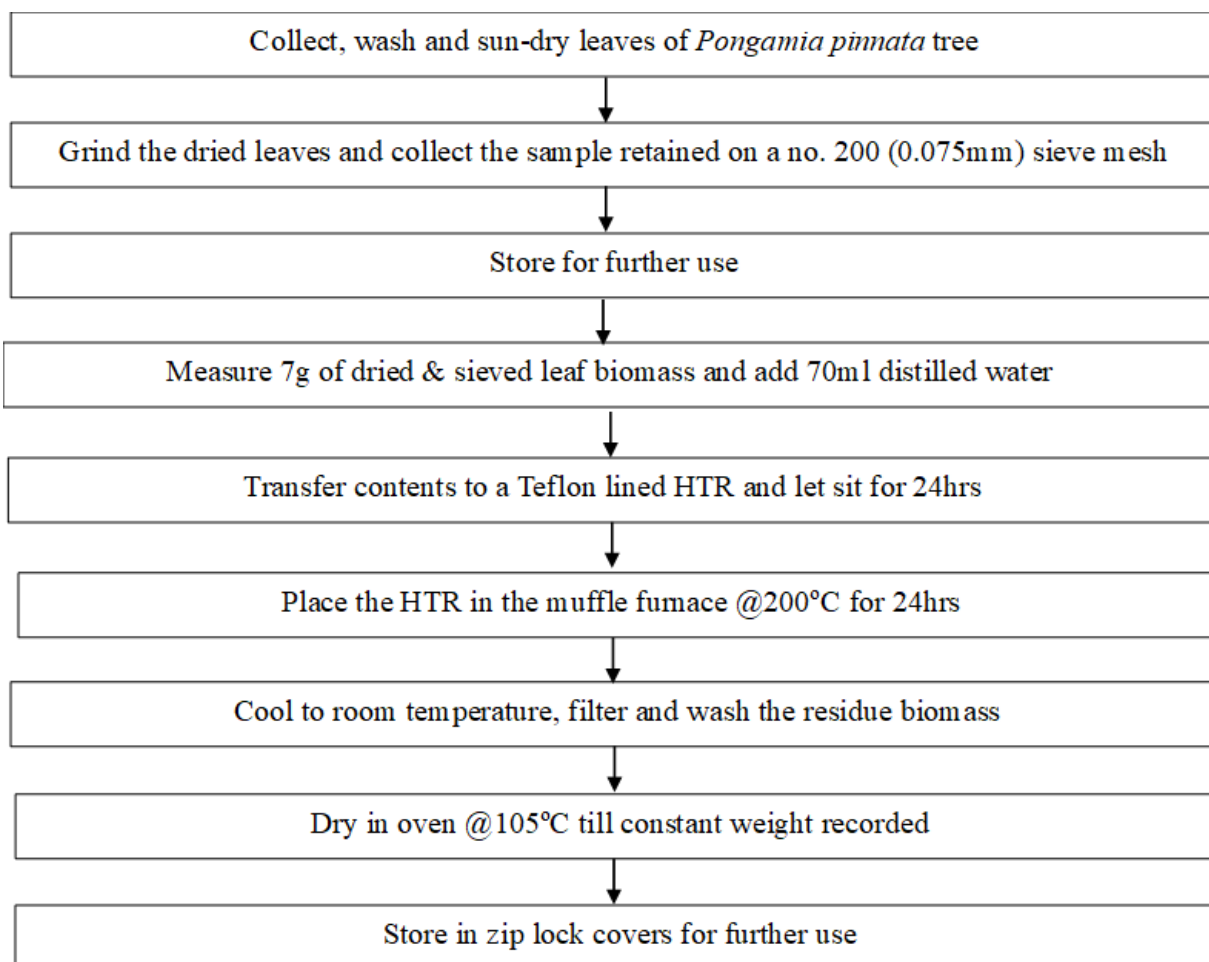 Collect, wash and sun-dry leaves of Pongamia pinnata tree
Grind the dried leaves and collect the sample retained on a no. 200 (0.075mm) sieve mesh
Store for further use
Measure 7g of dried & sieved leaf biomass and add 70ml distilled water
Transfer contents to a Teflon lined HTR and let sit for 24hrs
Place the HTR in the muffle furnace @200°C for 24hrs
Cool to room temperature, filter and wash the residue biomass
Dry in oven @105°C till constant weight recorded
Store in zip lock covers for further use